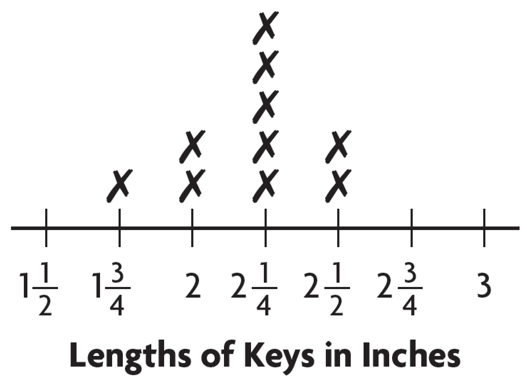 1 1/2 1 3/4 2 2 1/4 2 1/2 2 3/4 3
Lengths of Keys in Inches